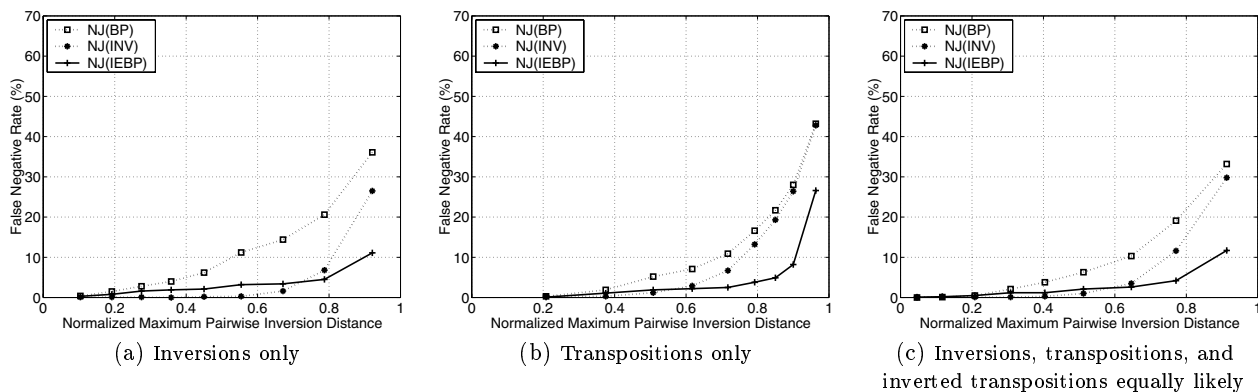 70
60
50
40
30
20
10
0
False Negative Rate (%)
NJ(BP)
NJ(INV)
NJ(IEBP)
0 0.2 0.4 0.6 0.8 1
Normalized Maximum Pairwise Inversion Distance
(a) Inversions only
70
60
50
40
30
20
10
0
False Negative Rate (%)
NJ(BP)
NJ(INV)
NJ(IEBP)
0 0.2 0.4 0.6 0.8 1
Normalized Maximum Pairwise Inversion Distance
(b) Transpositions only
70
60
50
40
30
20
10
0
False Negative Rate (%)
NJ(BP)
NJ(INV)
NJ(IEBP)
0 0.2 0.4 0.6 0.8 1
Normalized Maximum Pairwise Inversion Distance
(c) Inversions, transpositions, and
inverted transpositions equally likely